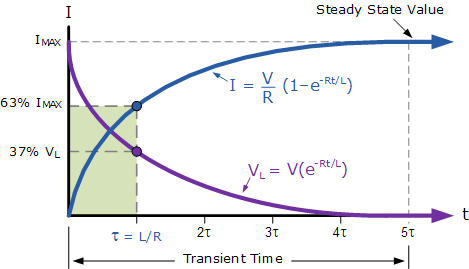 I
Steady State Value
IMAX
I = V/R (1-e-Rt/L)
63% IMAX
37% VL
VL = V(e-Rt/L)
t
τ = L/R
2τ
3τ
4τ
5τ
Transient Time